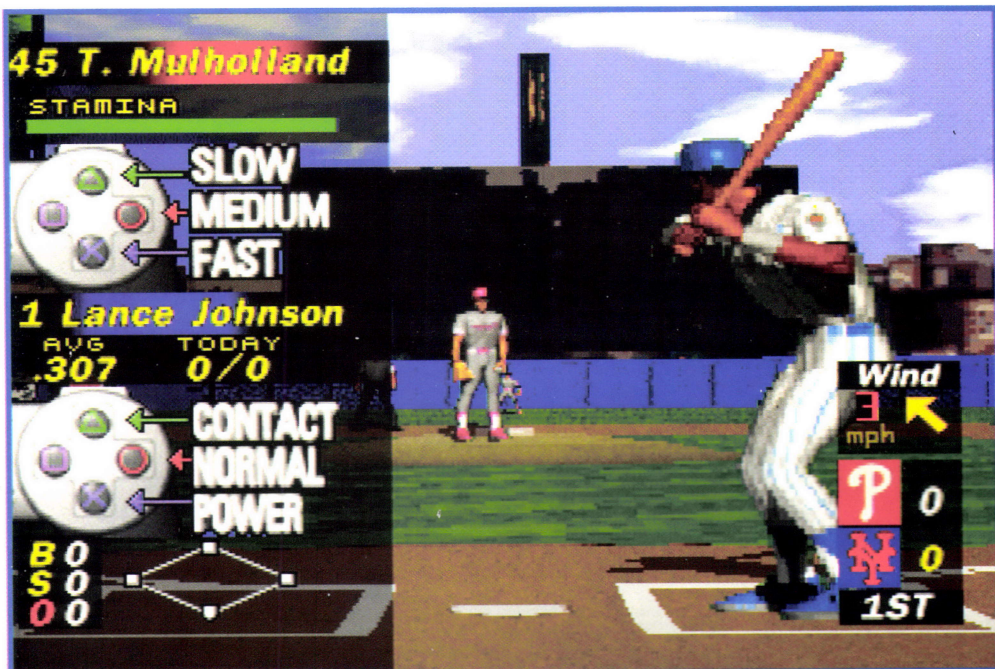 45 T. Mulholland
STAMINA
SLOW
MEDIUM
FAST
1 Lance Johnson
AVG TODAY
.307 0/0
CONTACT
NORMAL
POWER
B 0
S 0
O 0
Wind
3
mph
P 0
NY 0
1ST